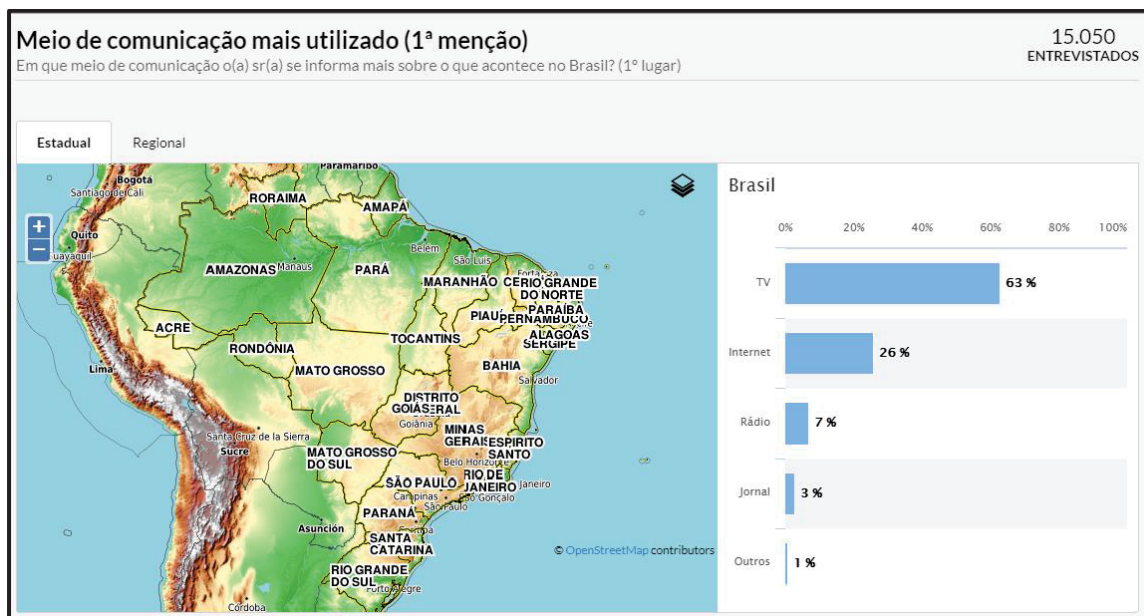 Meio de comunicação mais utilizado (1ª menção)
Em que meio de comunicação o(a) sr(a) se informa mais sobre o que acontece no Brasil? (1º lugar)
15.050
ENTREVISTADOS
Estadual
Regional
Paramaribo
Bogotá
Santiago de Cali
RORAIMA
AMAPÁ
+
−
Quito
Guayaquil
Belém
São Luis
Fortaleza
AMAZONAS
Manaus
PARÁ
MARANHÃO
RIO GRANDE
DO NORTE
PARAÍBA
PERNAMBUCO
ALAGOAS
SERGIPE
ACRE
TOCANTINS
RONDÔNIA
Lima
MATO GROSSO
BAHIA
Salvador
DISTRITO
GOIÁS
Goiânia
MINAS
GERAIS
ESPIRITO
SANTO
Santa Cruz de la Sierra
Sucre
MATO GROSSO
DO SUL
Belo Horizonte
RIO DE
JANEIRO
Janeiro
SÃO PAULO
Campinas
São Gonçalo
São Paulo
PARANÁ
Asunción
SANTA
CATARINA
RIO GRANDE
DO SUL
Porto Alegre
Córdoba
© OpenStreetMap contributors
Brasil
0% 20% 40% 60% 80% 100%
TV 63 %
Internet 26 %
Rádio 7 %
Jornal 3 %
Outros 1 %